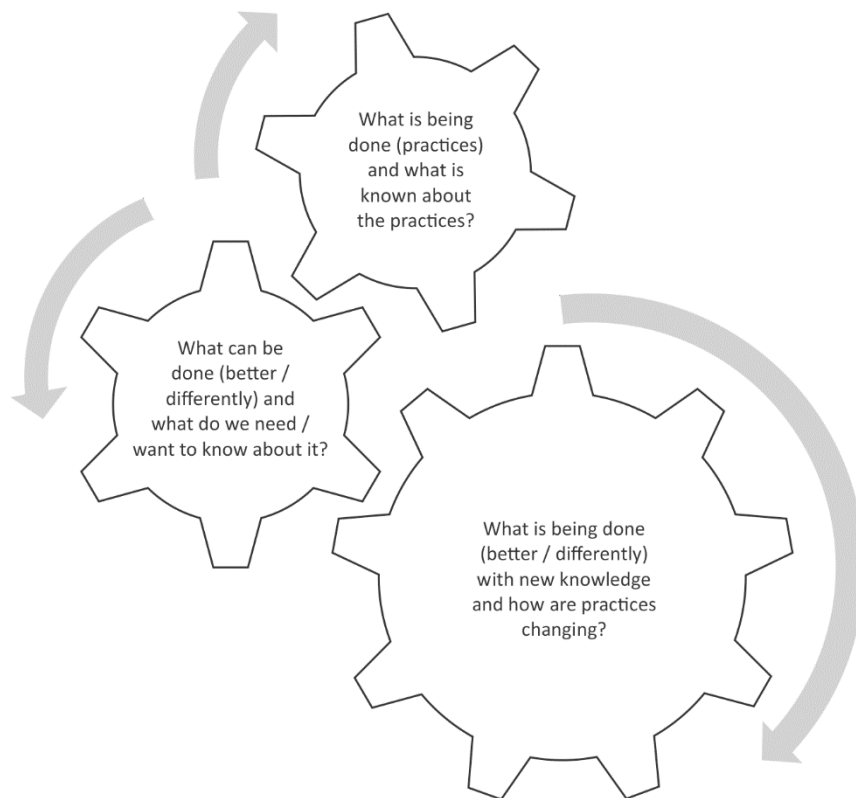 What is being
done (practices)
and what is
known about
the practices?
What can be
done (better /
differently) and
what do we need /
want to know about it?
What is being done
(better / differently)
with new knowledge
and how are practices
changing?